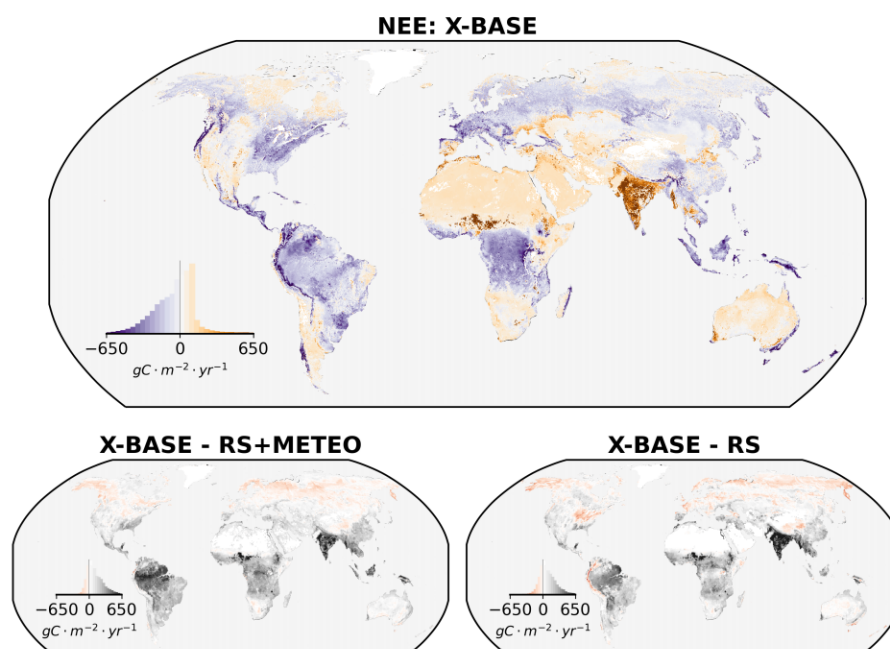 NEE: X-BASE
−650 0 650
gC · m⁻² · yr⁻¹
X-BASE - RS+METEO
−650 0 650
gC · m⁻² · yr⁻¹
X-BASE - RS
−650 0 650
gC · m⁻² · yr⁻¹